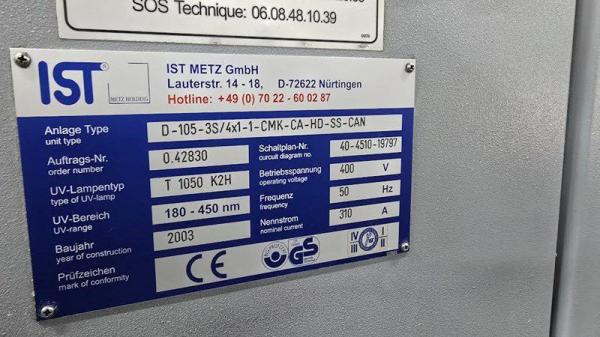 SOS Technique: 06.08.48.10.39
IST®
METZ HOLDING
IST METZ GmbH
Lauterstr. 14 - 18, D-72622 Nürtingen
Hotline: +49 (0) 70 22 - 60 02 87
Anlage Type D-105-3S/4x1-1-CMK-CA-HD-SS-CAN
unit type
Auftrags-Nr. 0.42830
order number
UV-Lampentyp T 1050 K2H
type of UV-lamp
UV-Bereich 180 - 450 nm
UV-range
Baujahr 2003
year of construction
Prüfzeichen
mark of conformity
Schaltplan-Nr. 40-4510-19797
curcuit diagram no.
Betriebsspannung 400 V
operating voltage
Frequenz 50 Hz
frequency
Nennstrom 310 A
nominal current
CE
GS
IV I
III II